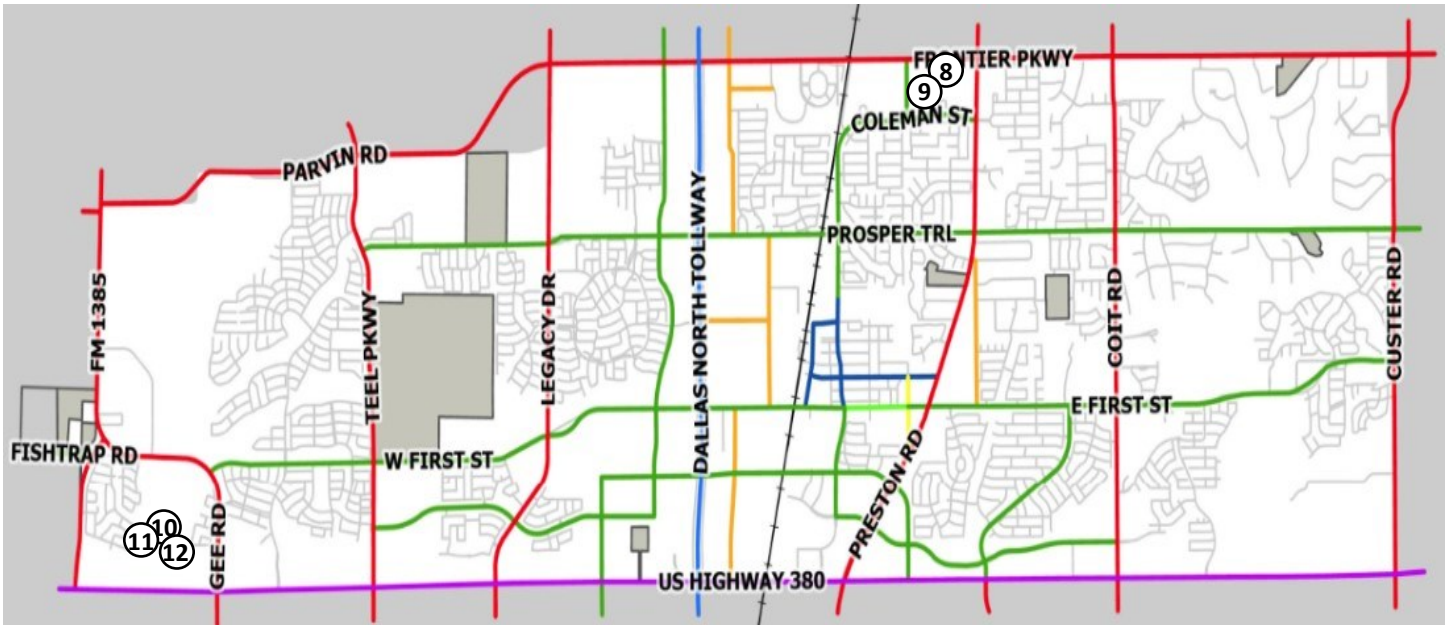 FRONTIER PKWY
8
9
COLEMAN ST
PARVIN RD
PROSPER TRL
DALLAS NORTH TOLLWAY
FM 1385
TEEL PKWY
LEGACY DR
COIT RD
CUSTER RD
E FIRST ST
FISHTRAP RD
W FIRST ST
PRESTON RD
GEE RD
10
11
12
US HIGHWAY 380